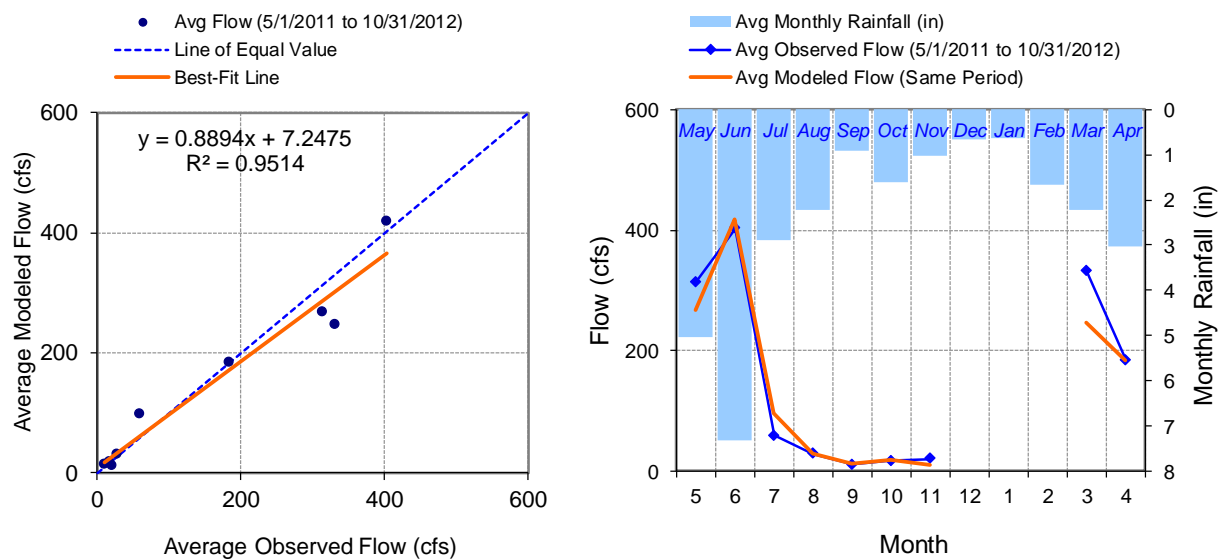 Avg Flow (5/1/2011 to 10/31/2012)
Line of Equal Value
Best-Fit Line
y = 0.8894x + 7.2475
R² = 0.9514
Average Modeled Flow (cfs)
600
400
200
0
0 200 400 600
Average Observed Flow (cfs)
Avg Monthly Rainfall (in)
Avg Observed Flow (5/1/2011 to 10/31/2012)
Avg Modeled Flow (Same Period)
May Jun Jul Aug Sep Oct Nov Dec Jan Feb Mar Apr
Flow (cfs)
600
400
200
0
0
1
2
3
4
5
6
7
8
Monthly Rainfall (in)
5 6 7 8 9 10 11 12 1 2 3 4
Month